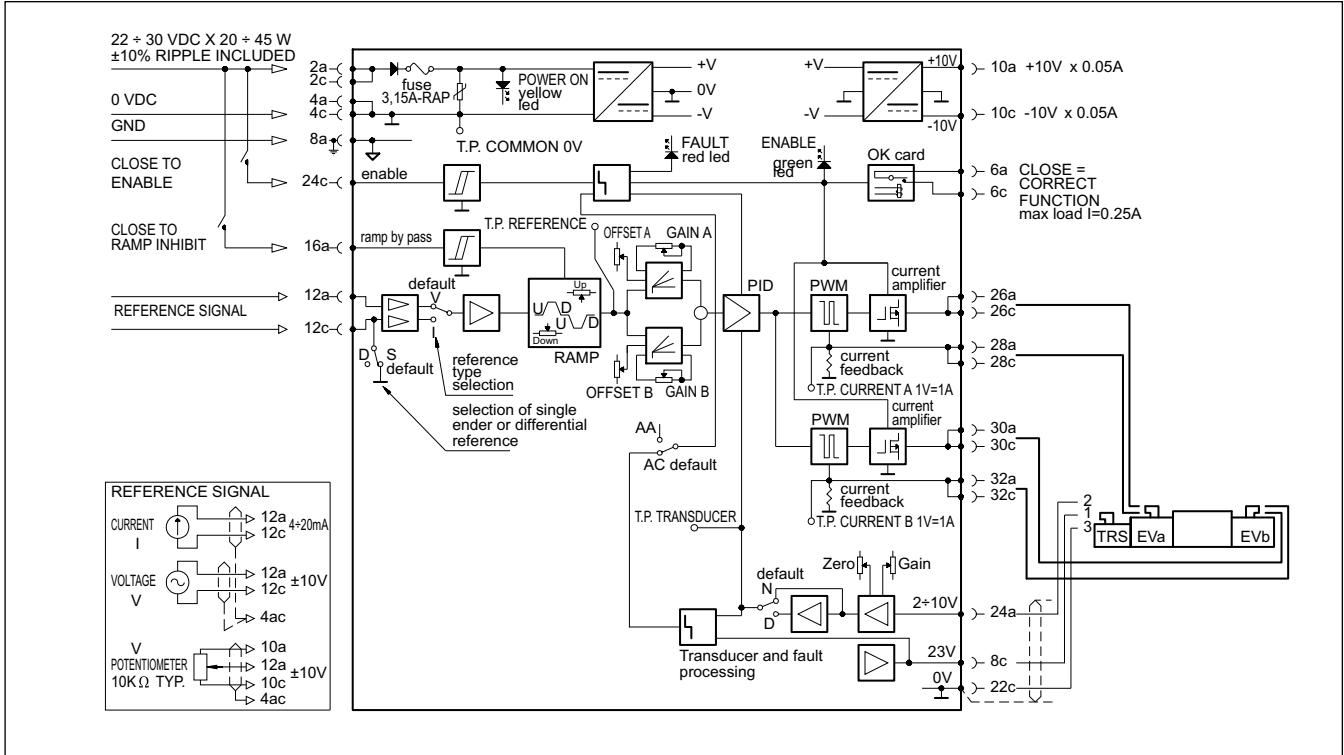 22 ÷ 30 VDC X 20 ÷ 45 W
±10% RIPPLE INCLUDED
2a
2c
0 VDC
4a
4c
GND
8a
CLOSE TO
ENABLE
24c
CLOSE TO
RAMP INHIBIT
16a
REFERENCE SIGNAL
12a
12c
fuse
3,15A-RAP
POWER ON
yellow
led
T.P. COMMON 0V
+V
0V
-V
+V
-V
+10V
-10V
10a +10V x 0.05A
10c -10V x 0.05A
enable
FAULT
red led
ENABLE
green
led
OK card
6a CLOSE =
6c CORRECT
FUNCTION
max load I=0.25A
ramp by pass
T.P. REFERENCE
OFFSET A
GAIN A
default
V
I
D
S
default
Up
U D
U D
Down
RAMP
OFFSET B
GAIN B
PID
PWM
current
amplifier
26a
26c
28a
28c
current
feedback
T.P. CURRENT A 1V=1A
reference
type
selection
selection of single
ender or differential
reference
AA
AC default
PWM
current
amplifier
30a
30c
32a
32c
current
feedback
T.P. CURRENT B 1V=1A
T.P. TRANSDUCER
2
1
3
TRS
EVa
EVb
Zero
Gain
default
N
D
2÷10V
24a
23V
8c
0V
22c
Transducer and fault
processing
REFERENCE SIGNAL
CURRENT
I
12a
12c
4÷20mA
VOLTAGE
V
12a
12c
±10V
4ac
V
POTENTIOMETER
10KΩ TYP.
10a
12a
10c
±10V
4ac